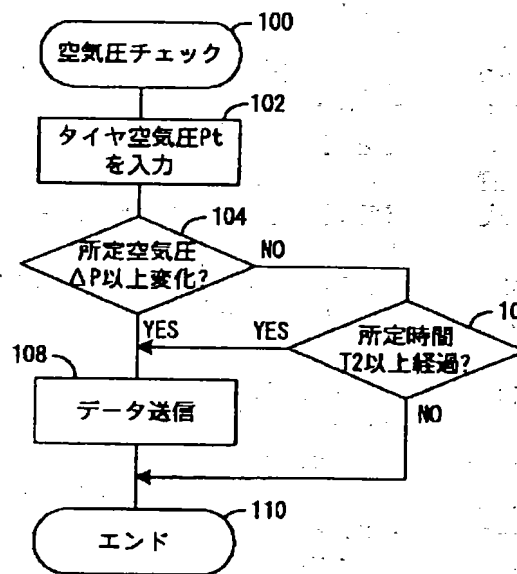 100
空気圧チェック
102
タイヤ空気圧Pt
を入力
104
所定空気圧
ΔP以上変化?
NO
YES
YES
所定時間
T2以上経過?
NO
108
データ送信
110
エンド